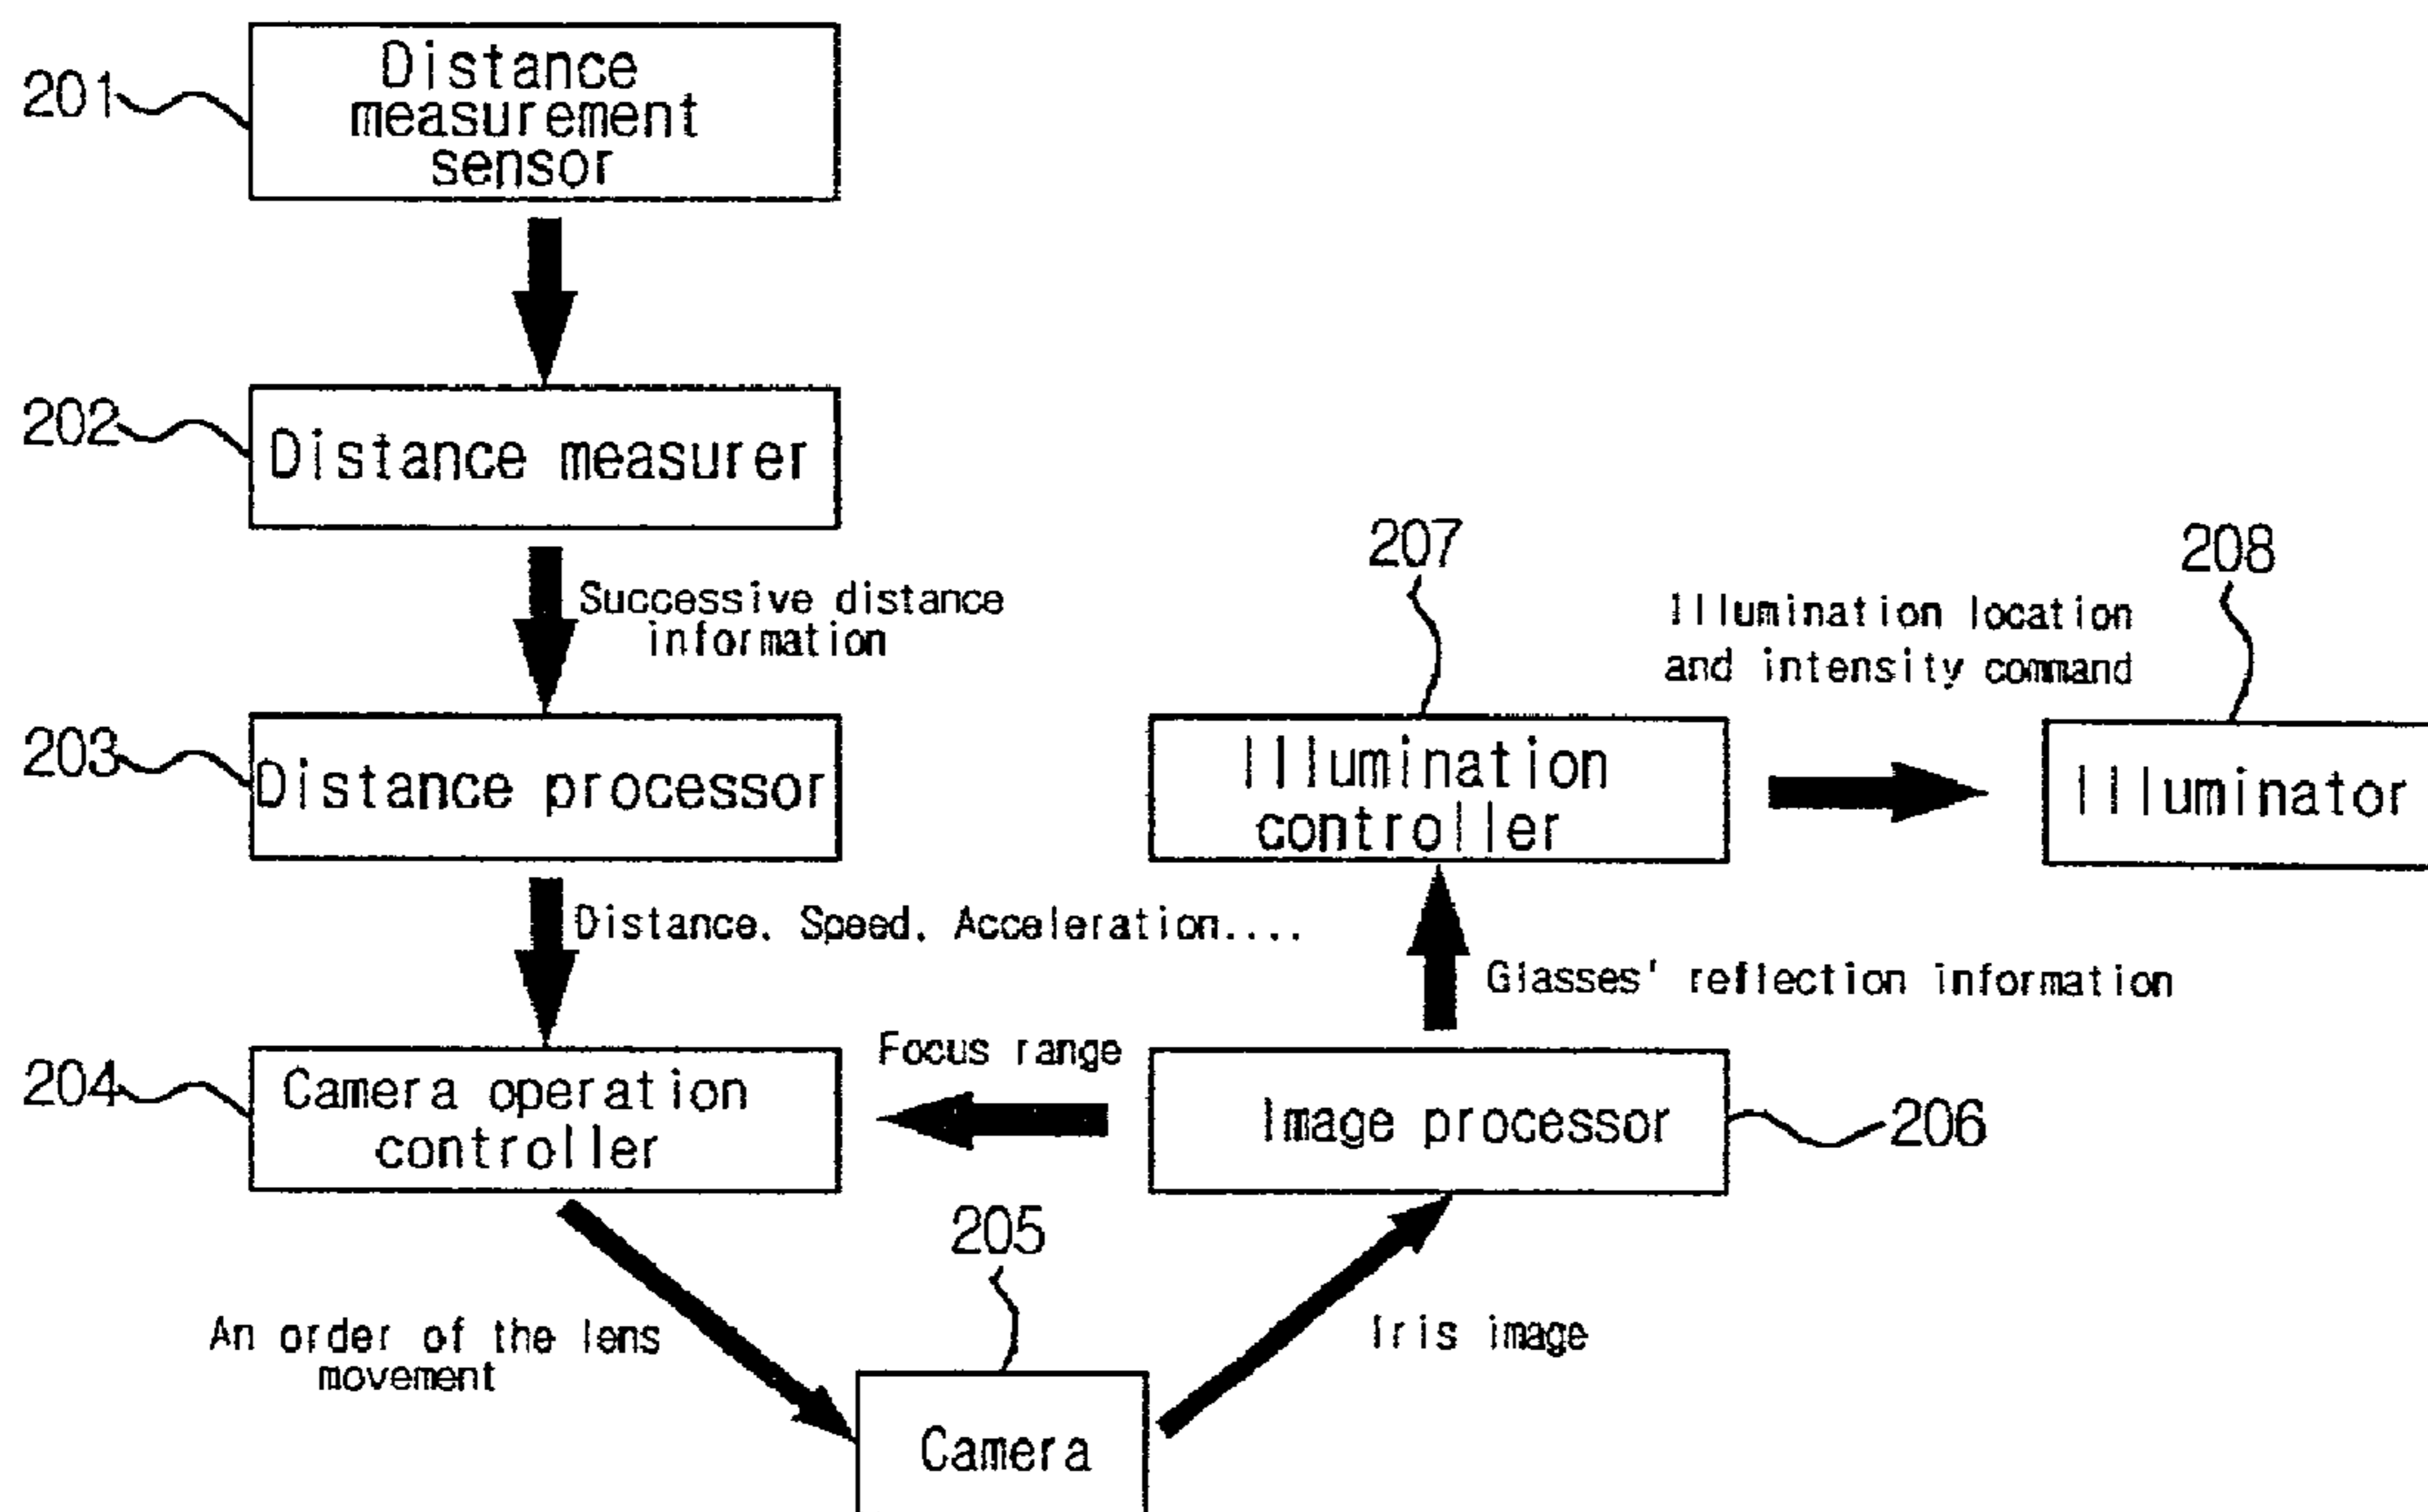 201
Distance
measurement
sensor
202
Distance measurer
Successive distance
information
203
Distance processor
207
Illumination
controller
Illumination location
and intensity command
208
Illuminator
Distance. Speed. Acceleration....
Glasses' reflection information
204
Camera operation
controller
Focus range
Image processor
206
205
An order of the lens
movement
Iris image
Camera